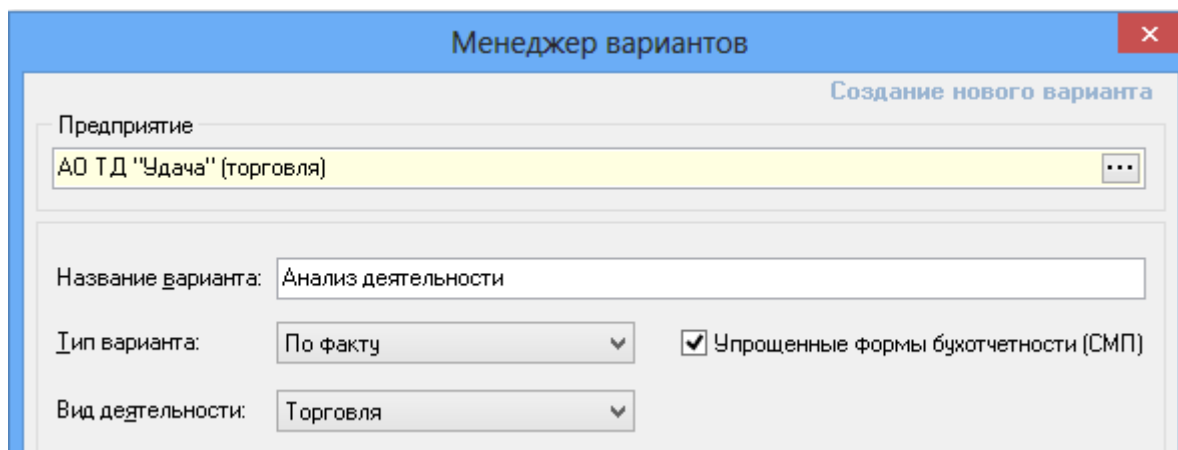 Менеджер вариантов
Создание нового варианта
Предприятие
АО ТД "Удача" (торговля)
Название варианта: Анализ деятельности
Тип варианта: По факту Упрощенные формы бухотчетности (СМП)
Вид деятельности: Торговля